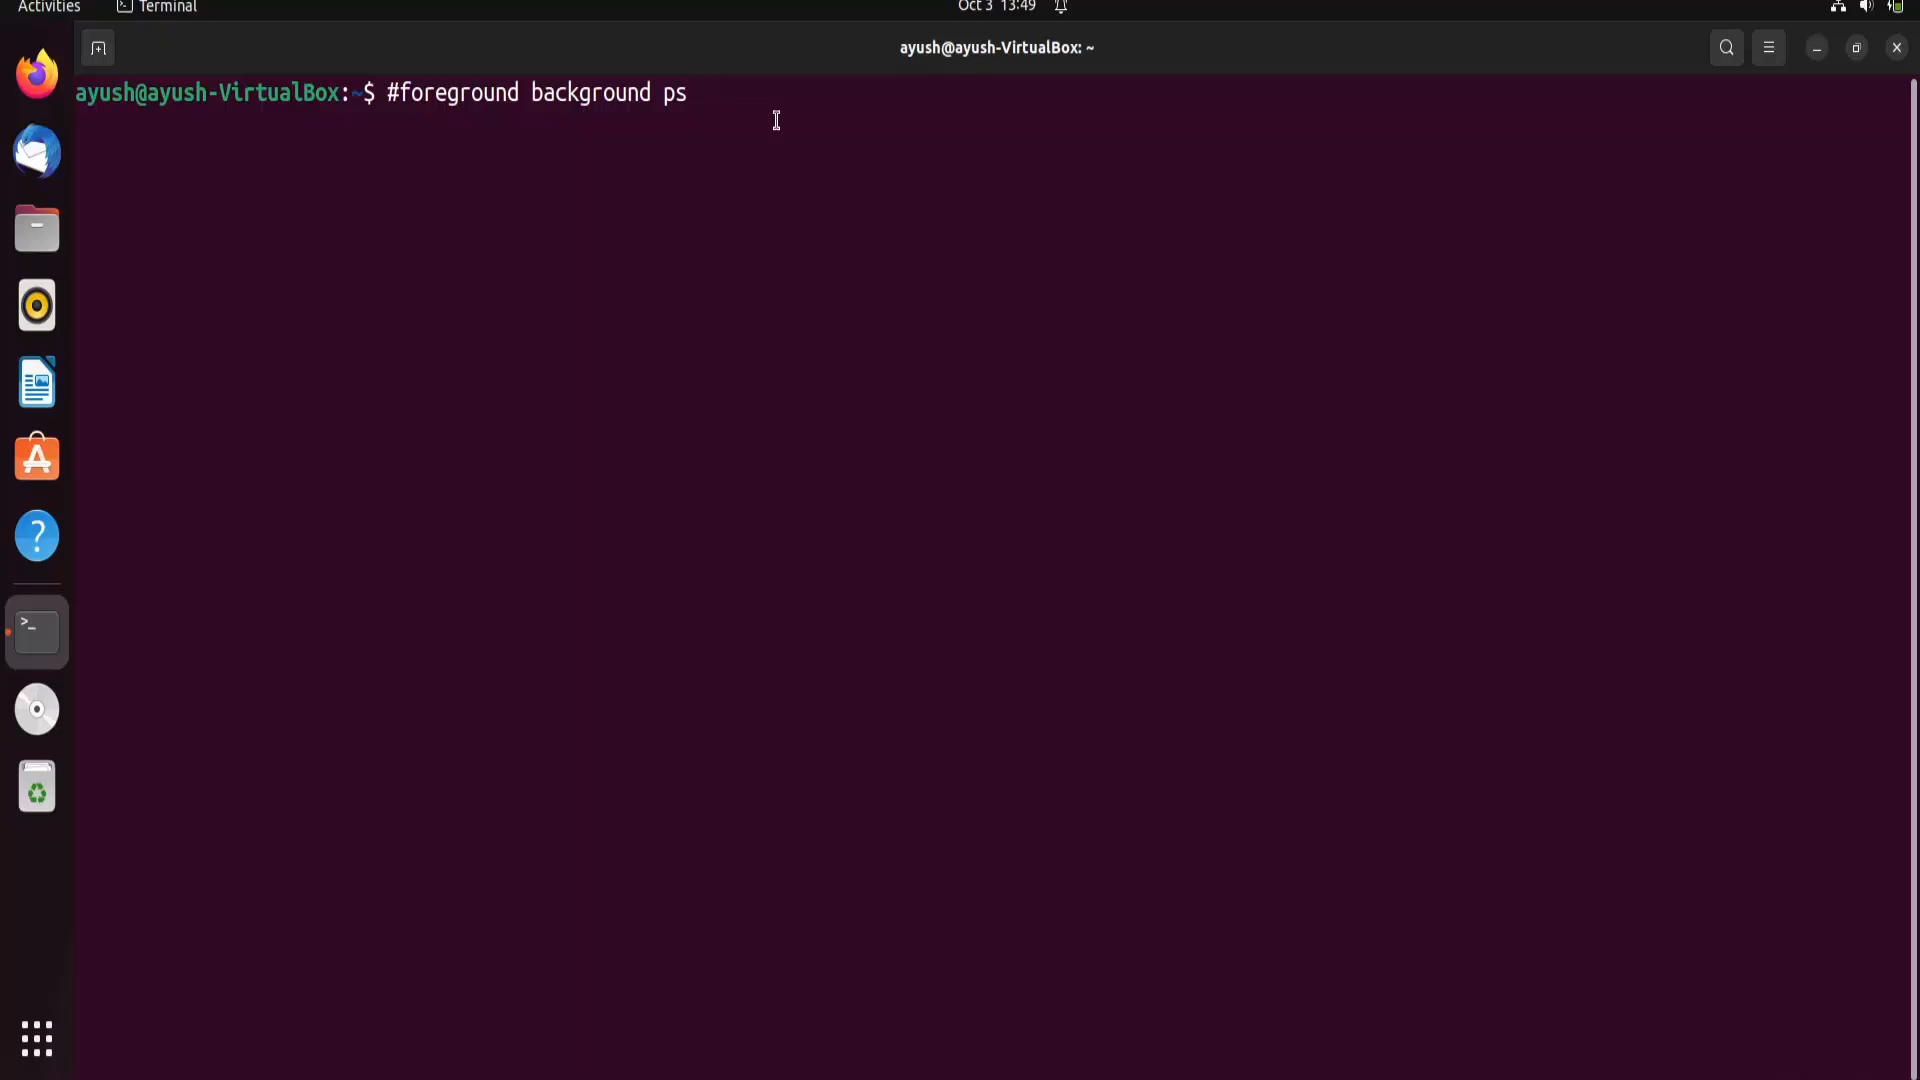 Activities Terminal Oct 3 13:49
ayush@ayush-VirtualBox: ~
ayush@ayush-VirtualBox:~$ #foreground background ps